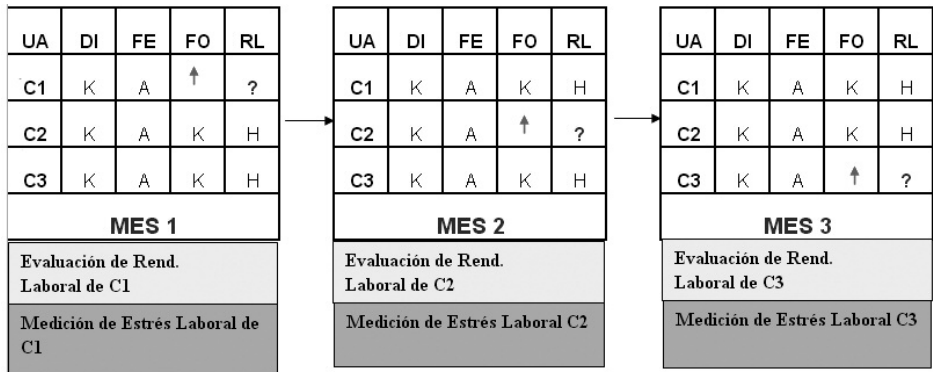 UA DI FE FO RL
C1 K A ↑ ?
C2 K A K H
C3 K A K H
MES 1
Evaluación de Rend.
Laboral de C1
Medición de Estrés Laboral de
C1
UA DI FE FO RL
C1 K A K H
C2 K A ↑ ?
C3 K A K H
MES 2
Evaluación de Rend.
Laboral de C2
Medición de Estrés Laboral C2
UA DI FE FO RL
C1 K A K H
C2 K A K H
C3 K A ↑ ?
MES 3
Evaluación de Rend.
Laboral de C3
Medición de Estrés Laboral C3